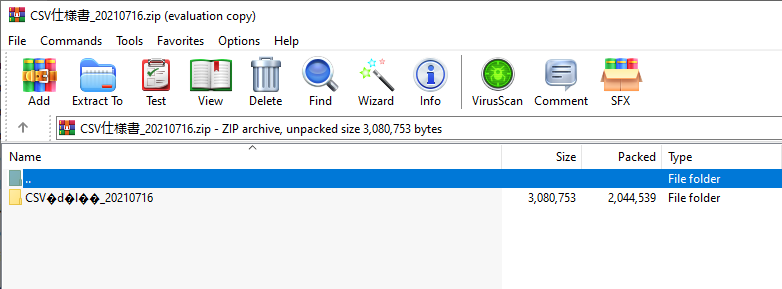 CSV仕様書_20210716.zip (evaluation copy)
File Commands Tools Favorites Options Help
Add Extract To Test View Delete Find Wizard Info VirusScan Comment SFX
CSV仕様書_20210716.zip - ZIP archive, unpacked size 3,080,753 bytes
Name Size Packed Type
.. File folder
CSV�d�l��_20210716 3,080,753 2,044,539 File folder